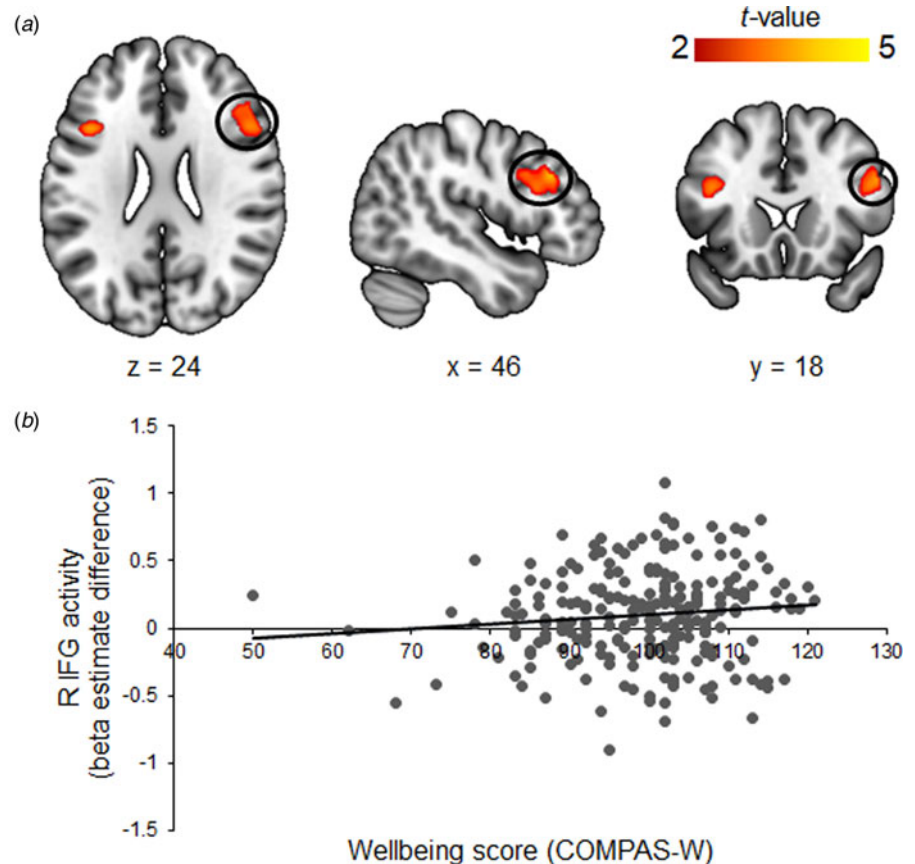 (a)
t-value
2 5
z = 24
x = 46
y = 18
(b)
R IFG activity
(beta estimate difference)
1.5
1
0.5
0
-0.5
-1
-1.5
40 50 60 70 80 90 100 110 120 130
Wellbeing score (COMPAS-W)